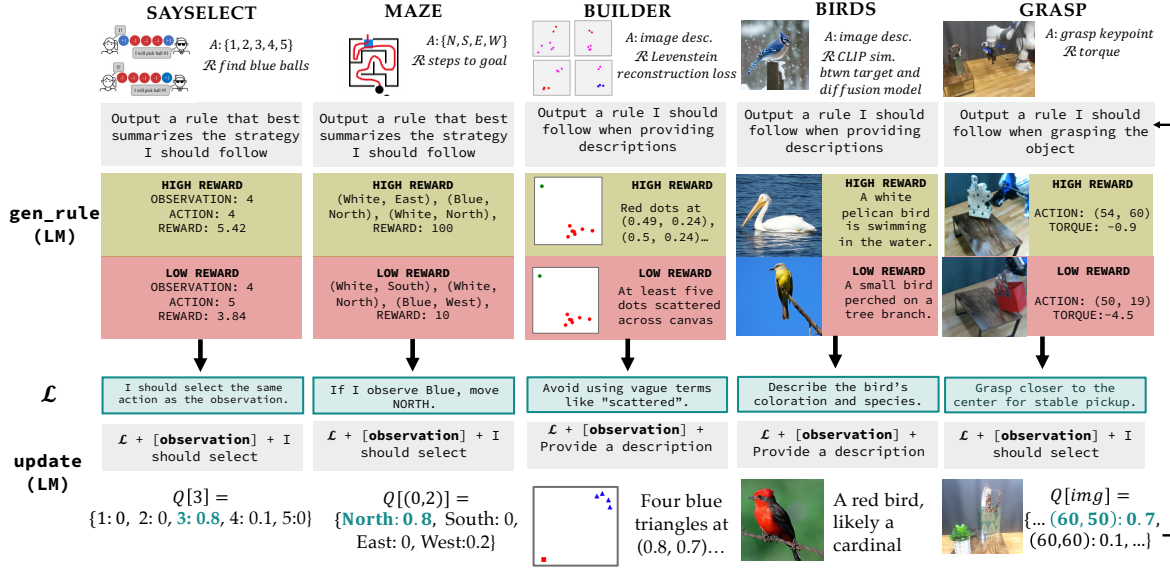 SAYSELECT
A: {1, 2, 3, 4, 5}
R find blue balls
MAZE
A: {N, S, E, W}
R steps to goal
BUILDER
A: image desc.
R Levenstein
reconstruction loss
BIRDS
A: image desc.
R CLIP sim.
btwn target and
diffusion model
GRASP
A: grasp keypoint
R torque
I will pick ball #1
I will pick ball #1
Output a rule that best
summarizes the strategy
I should follow
Output a rule that best
summarizes the strategy
I should follow
Output a rule I should
follow when providing
descriptions
Output a rule I should
follow when providing
descriptions
Output a rule I should
follow when grasping the
object
gen_rule
(LM)
HIGH REWARD
OBSERVATION: 4
ACTION: 4
REWARD: 5.42
HIGH REWARD
(White, East), (Blue,
North), (White, North),
REWARD: 100
HIGH REWARD
Red dots at
(0.49, 0.24),
(0.5, 0.24)…
HIGH REWARD
A white
pelican bird
is swimming
in the water.
HIGH REWARD
ACTION: (54, 60)
TORQUE: -0.9
LOW REWARD
OBSERVATION: 4
ACTION: 5
REWARD: 3.84
LOW REWARD
(White, South), (White,
North), (Blue, West),
REWARD: 10
LOW REWARD
At least five
dots scattered
across canvas
LOW REWARD
A small bird
perched on a
tree branch.
LOW REWARD
ACTION: (50, 19)
TORQUE:-4.5
ℒ
I should select the same
action as the observation.
If I observe Blue, move
NORTH.
Avoid using vague terms
like "scattered".
Describe the bird's
coloration and species.
Grasp closer to the
center for stable pickup.
update
(LM)
ℒ + [observation] + I
should select
ℒ + [observation] + I
should select
ℒ + [observation] +
Provide a description
ℒ + [observation] +
Provide a description
ℒ + [observation] + I
should select
Q[3] =
{1: 0, 2: 0, 3: 0.8, 4: 0.1, 5:0}
Q[(0,2)] =
{North: 0.8, South: 0,
East: 0, West:0.2}
Four blue
triangles at
(0.8, 0.7)…
A red bird,
likely a
cardinal
Q[img] =
{… (60, 50): 0.7,
(60,60): 0.1, …}